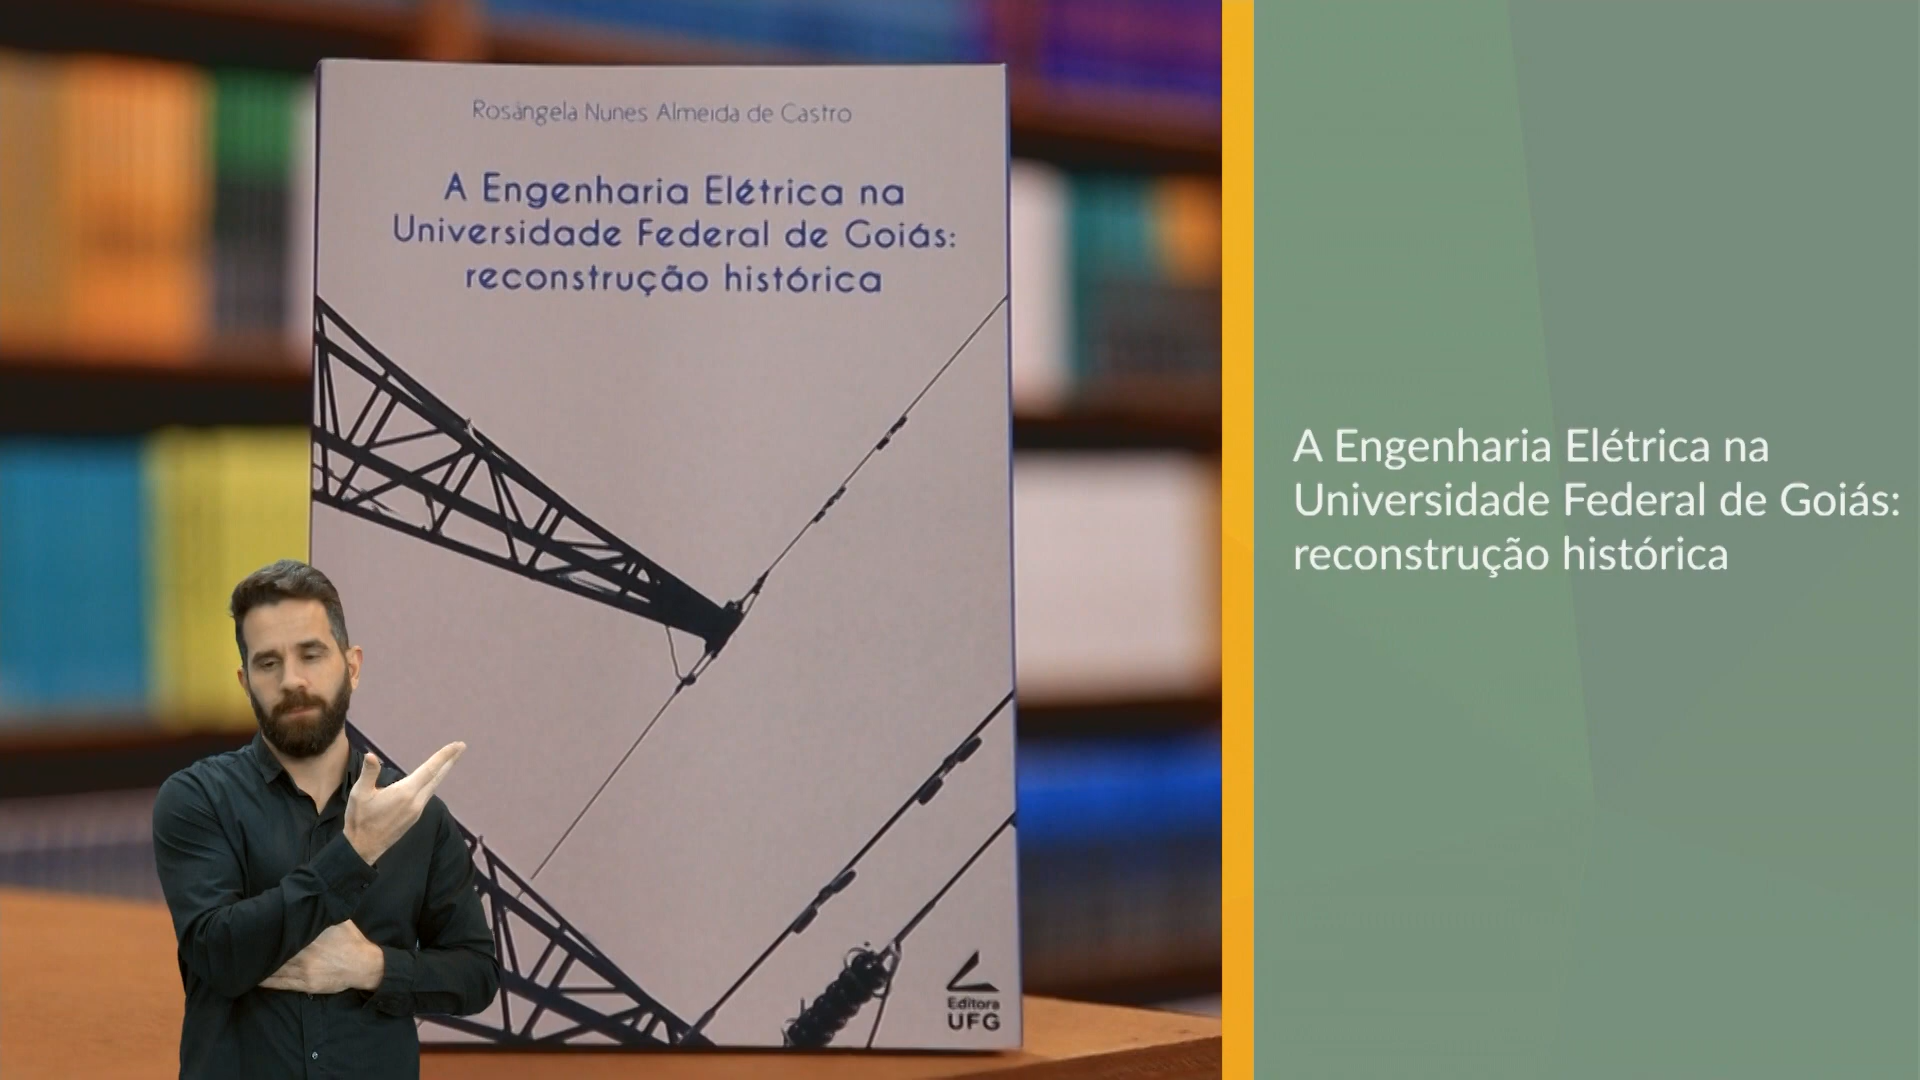 Rosângela Nunes Almeida de Castro
A Engenharia Elétrica na
Universidade Federal de Goiás:
reconstrução histórica
Editora
UFG
A Engenharia Elétrica na
Universidade Federal de Goiás:
reconstrução histórica